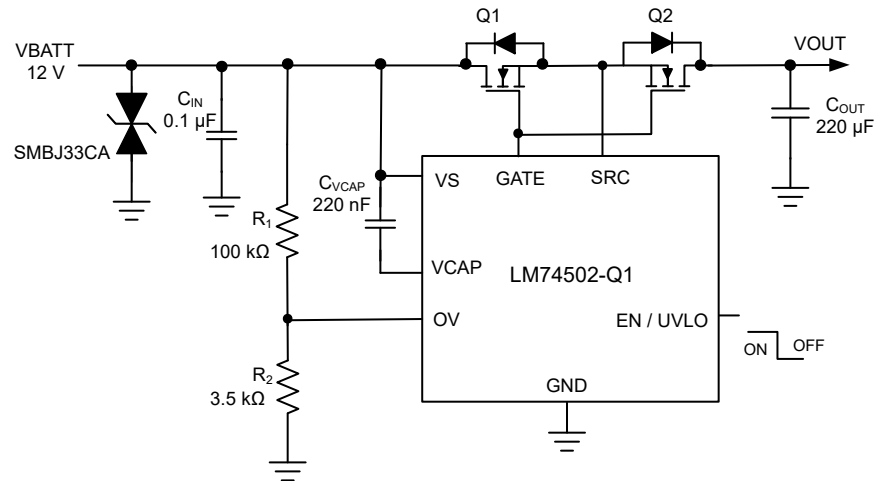 Q1
Q2
VBATT
12 V
VOUT
CIN
0.1 µF
COUT
220 µF
SMBJ33CA
CVCAP
220 nF
VS
GATE
SRC
R1
100 kΩ
VCAP
LM74502-Q1
OV
EN / UVLO
ON
OFF
R2
3.5 kΩ
GND